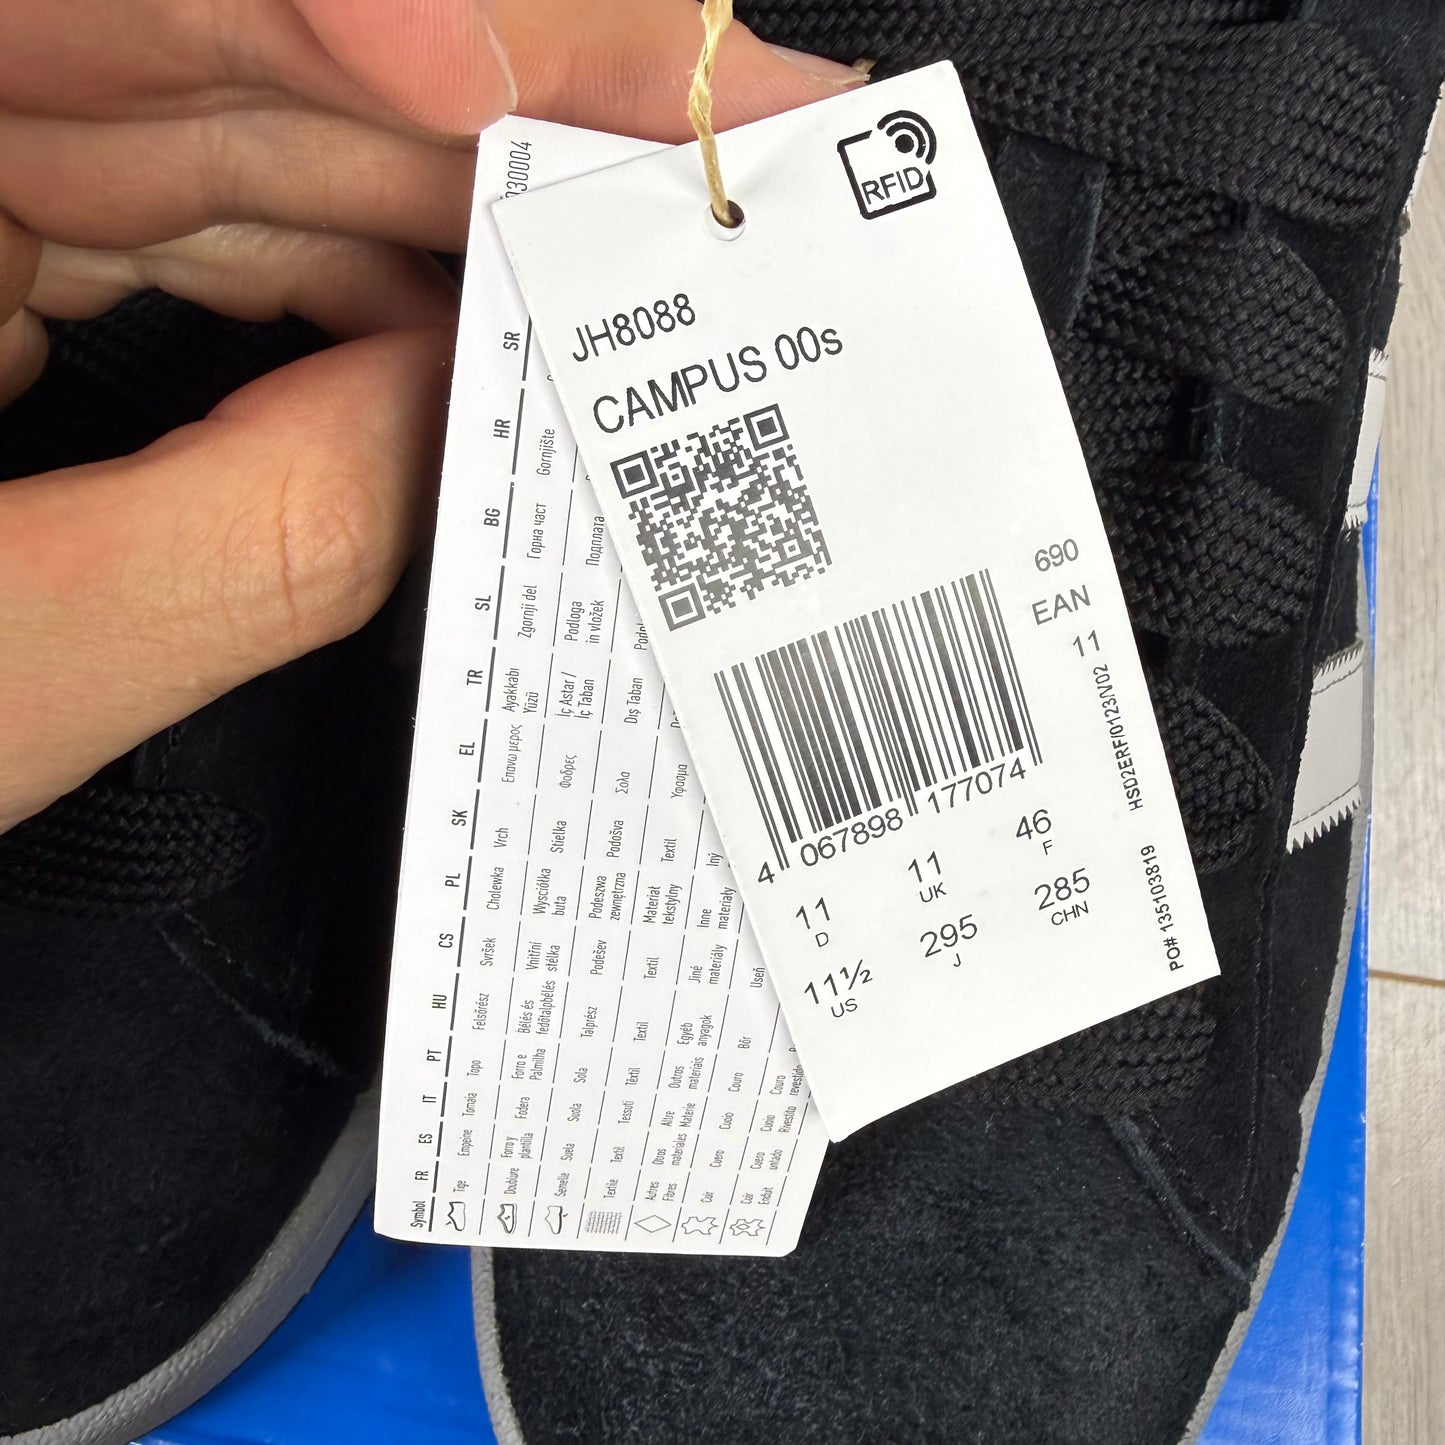 RFID
JH8088
CAMPUS 00s
690
EAN
11
4 067898 177074
11
D
11
UK
46
F
11½
US
295
J
285
CHN
HSD2ERF/0123/V02
PO# 135103819
30004
Symbol FR ES IT PT HU CS PL SK EL TR SL BG HR SR
Tige Empeine Tomaia Topo Felsőrész Svršek Cholewka Vrch Επανω μερος Ayakkabı Yüzü Zgornji del Горна част Gornjište
Doublure Forro y plantilla Fodera Forro e Palmilha Bélés és fedőtalpbélés Vnitřní stélka Wysciółka buta Stielka Φοδρες İç Astar / İç Taban Podloga in vložek Подплата
Semelle Suela Suola Sola Talprész Podešev Podeszwa zewnętrzna Podošva Σολα Dış Taban
Textile Textil Tessuti Têxtil Textil Textil Materiał tekstylny Textil Υφασμα
Autres Fibres Otros materiales Altre Materie Outros materiais Egyéb anyagok Jiné materiály Inne materiały Iný
Cuir Cuero Cuoio Couro Bőr Useň
Cuir Enduit Cuero untado Cuoio Rivestito Couro revestido